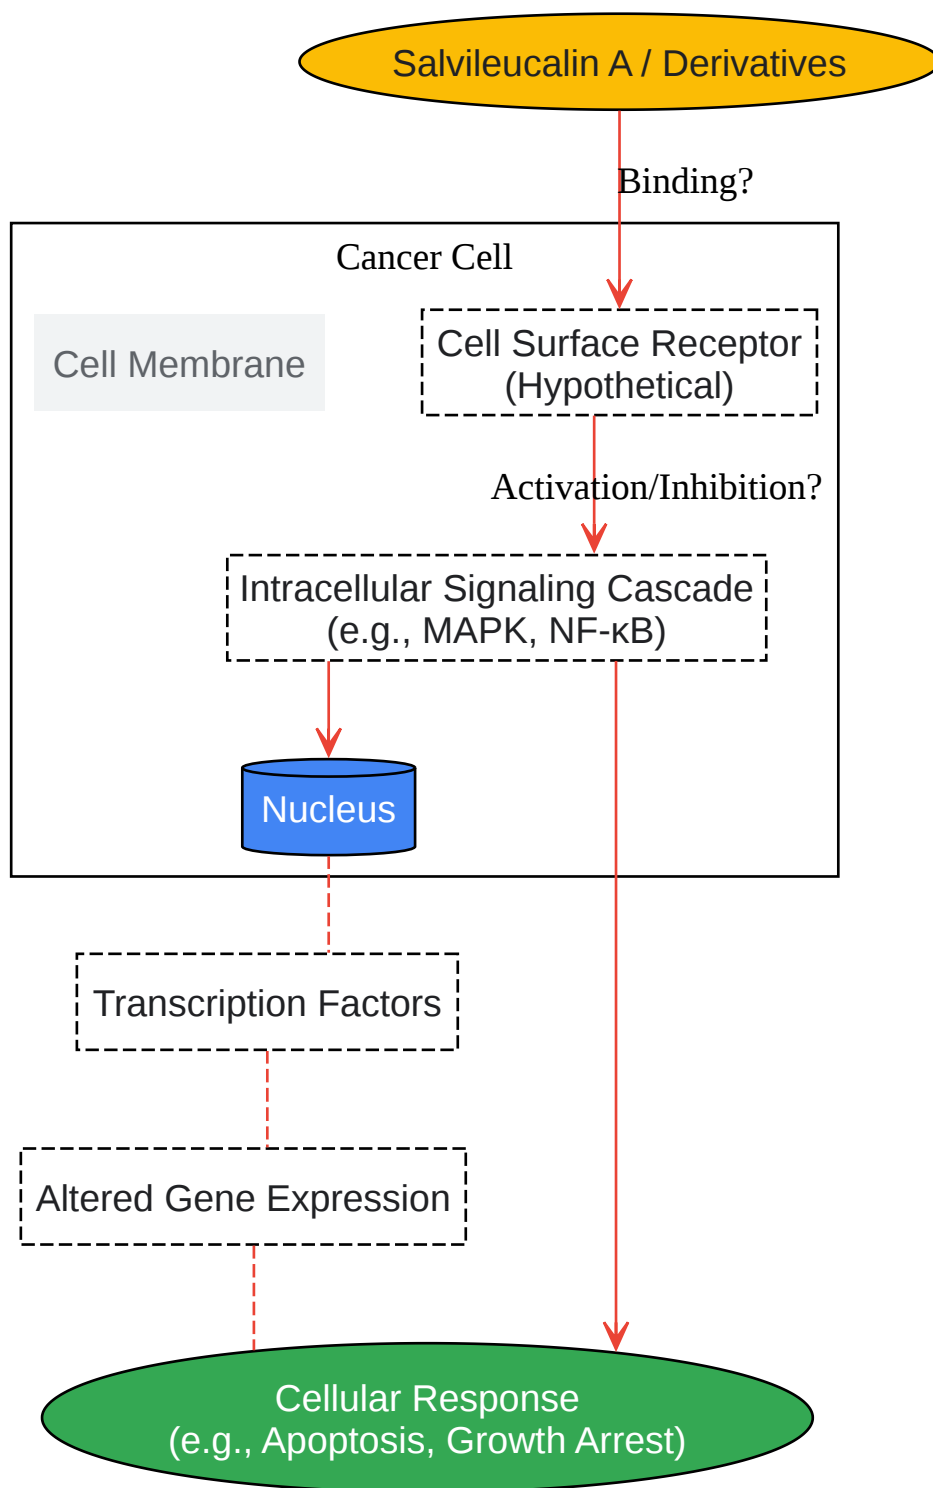 Salvileucalin A / Derivatives
Binding?
Cancer Cell
Cell Membrane
Cell Surface Receptor
(Hypothetical)
Activation/Inhibition?
Intracellular Signaling Cascade
(e.g., MAPK, NF-κB)
Nucleus
Transcription Factors
Altered Gene Expression
Cellular Response
(e.g., Apoptosis, Growth Arrest)